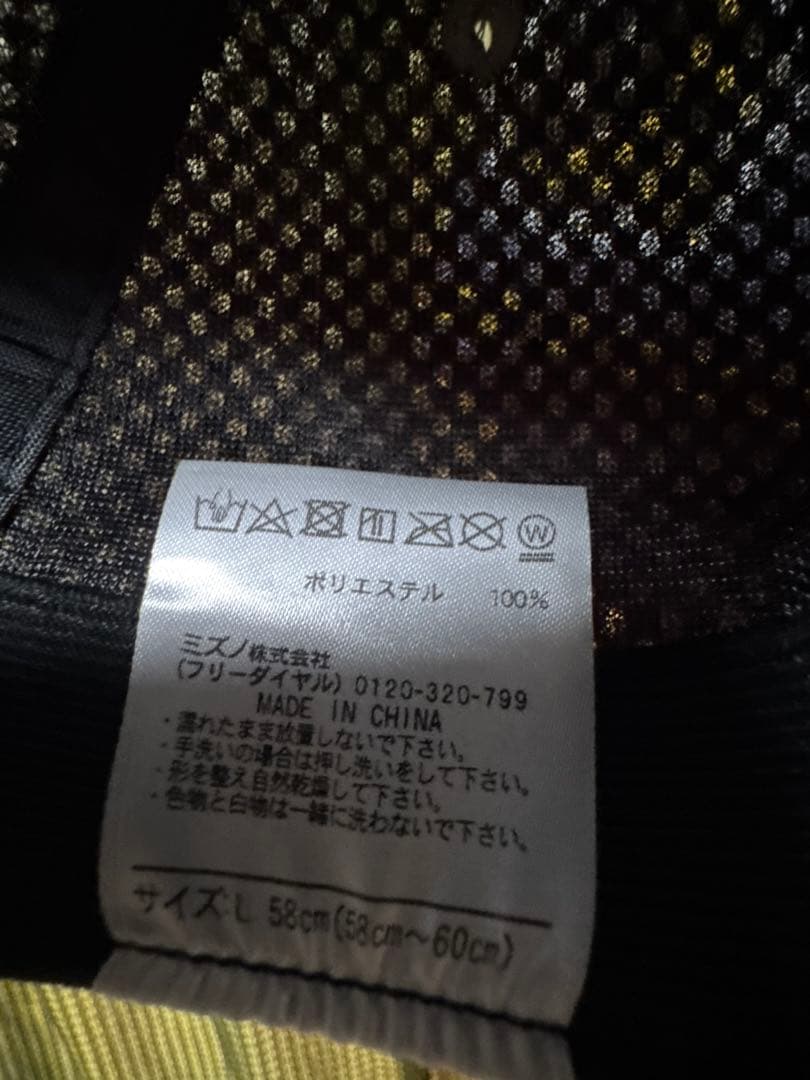 W
ポリエステル 100%
ミズノ株式会社
(フリーダイヤル) 0120-320-799
MADE IN CHINA
・濡れたまま放置しないで下さい。
・手洗いの場合は押し洗いをして下さい。
・形を整え自然乾燥して下さい。
・色物と白物は一緒に洗わないで下さい。
サイズ L 58cm(58cm～60cm)